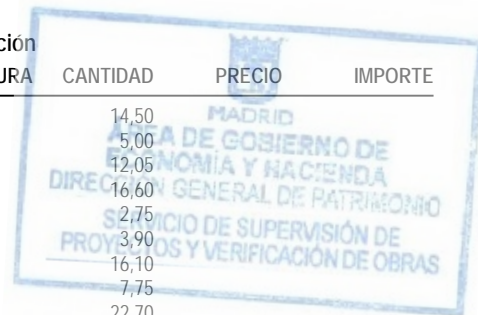 ción
URA CANTIDAD PRECIO IMPORTE
14,50
5,00
12,05
16,60
2,75
3,90
16,10
7,75
22,70
MADRID
ÁREA DE GOBIERNO DE
ECONOMÍA Y HACIENDA
DIRECCIÓN GENERAL DE PATRIMONIO
SERVICIO DE SUPERVISIÓN DE
PROYECTOS Y VERIFICACIÓN DE OBRAS